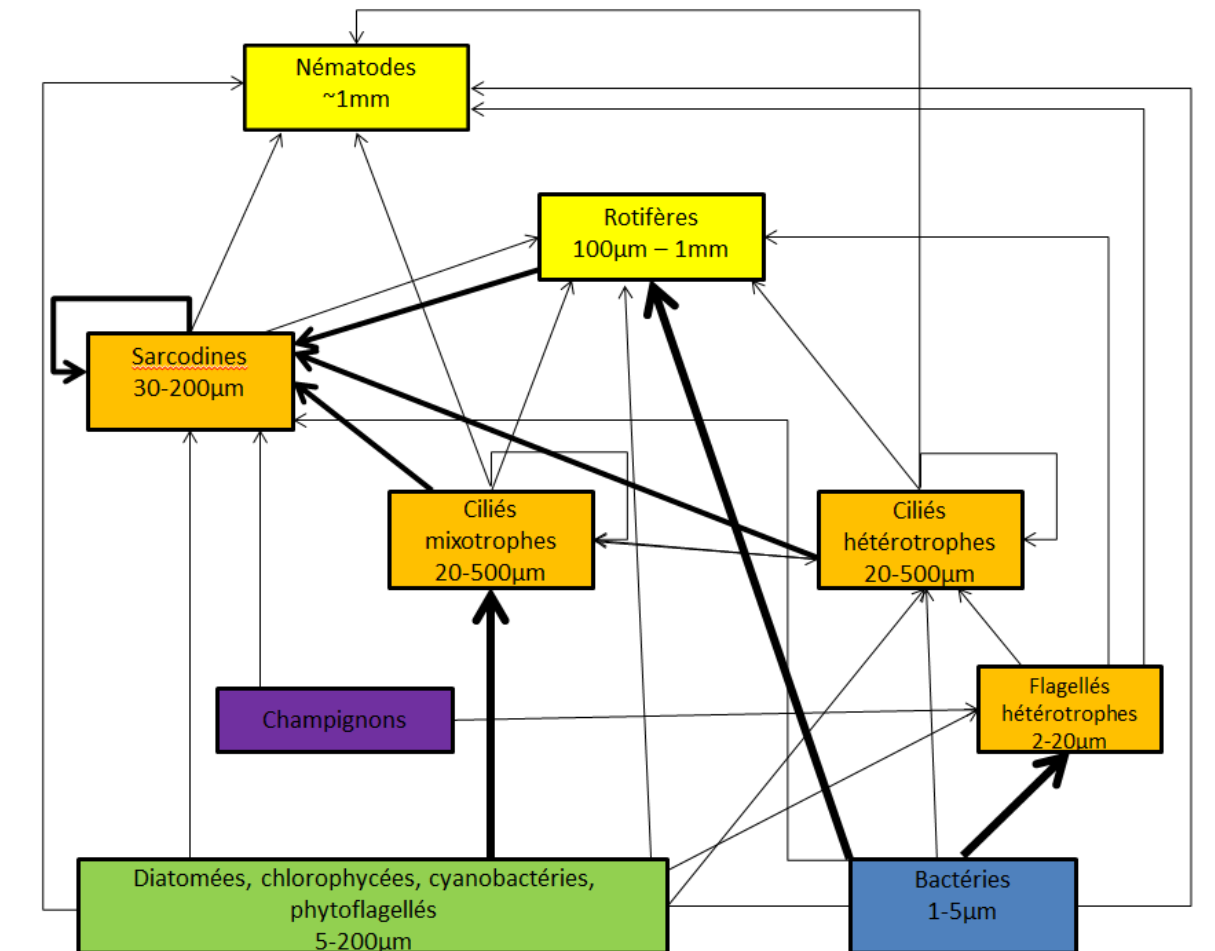 Nématodes
~1mm
Rotifères
100µm – 1mm
Sarcodines
30-200µm
Ciliés
mixotrophes
20-500µm
Ciliés
hétérotrophes
20-500µm
Champignons
Flagellés
hétérotrophes
2-20µm
Diatomées, chlorophycées, cyanobactéries,
phytoflagellés
5-200µm
Bactéries
1-5µm